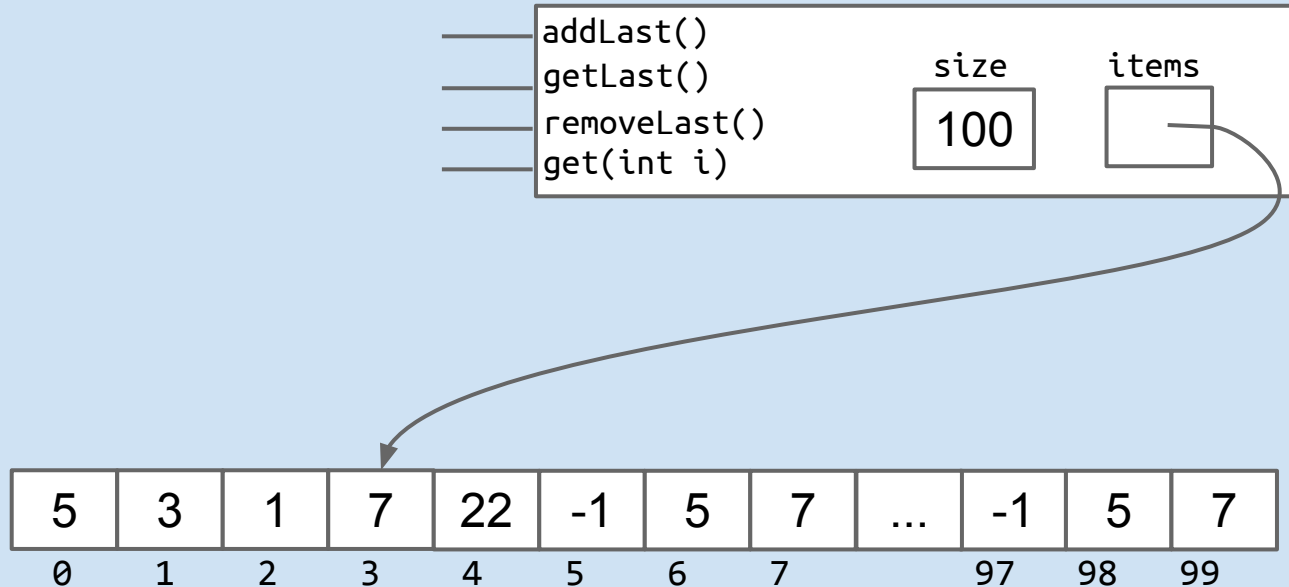 addLast()
getLast()
removeLast()
get(int i)
size
items
100
5 3 1 7 22 -1 5 7 ... -1 5 7
0 1 2 3 4 5 6 7 97 98 99